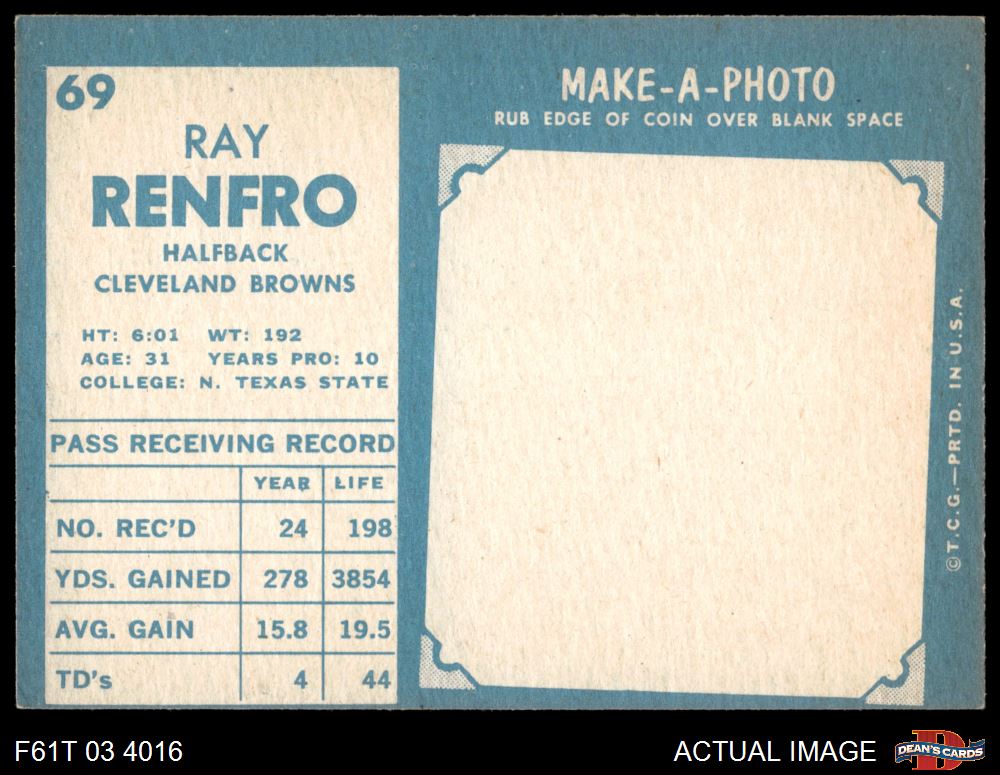 69
RAY
RENFRO
HALFBACK
CLEVELAND BROWNS
HT: 6:01 WT: 192
AGE: 31 YEARS PRO: 10
COLLEGE: N. TEXAS STATE
PASS RECEIVING RECORD
YEAR LIFE
NO. REC'D 24 198
YDS. GAINED 278 3854
AVG. GAIN 15.8 19.5
TD's 4 44
MAKE-A-PHOTO
RUB EDGE OF COIN OVER BLANK SPACE
©T.C.G.—PRTD. IN U.S.A.
F61T 03 4016
ACTUAL IMAGE
D
DEAN'S CARDS